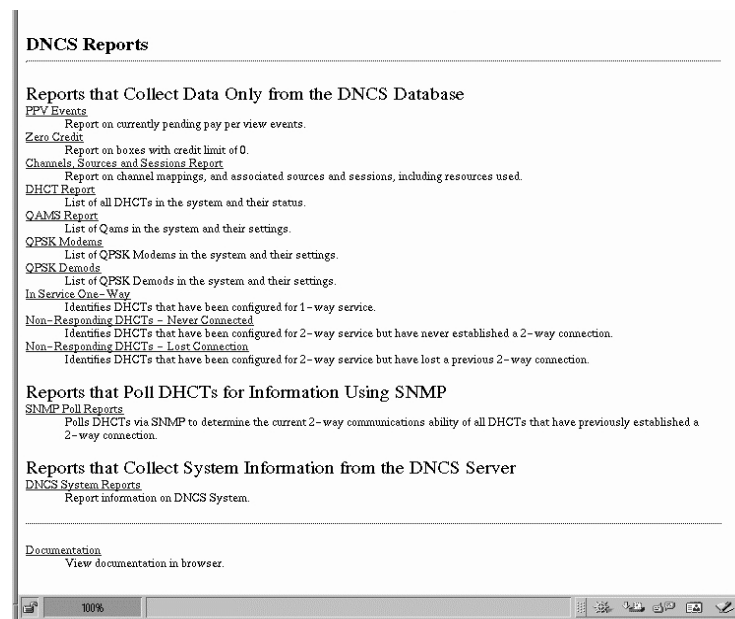 DNCS Reports
Reports that Collect Data Only from the DNCS Database
PPV Events
Report on currently pending pay per view events.
Zero Credit
Report on boxes with credit limit of 0.
Channels, Sources and Sessions Report
Report on channel mappings, and associated sources and sessions, including resources used.
DHCT Report
List of all DHCTs in the system and their status.
QAMS Report
List of Qams in the system and their settings.
QPSK Modems
List of QPSK Modems in the system and their settings.
QPSK Demods
List of QPSK Demods in the system and their settings.
In Service One-Way
Identifies DHCTs that have been configured for 1-way service.
Non-Responding DHCTs - Never Connected
Identifies DHCTs that have been configured for 2-way service but have never established a 2-way connection.
Non-Responding DHCTs - Lost Connection
Identifies DHCTs that have been configured for 2-way service but have lost a previous 2-way connection.
Reports that Poll DHCTs for Information Using SNMP
SNMP Poll Reports
Polls DHCTs via SNMP to determine the current 2-way communications ability of all DHCTs that have previously established a
2-way connection.
Reports that Collect System Information from the DNCS Server
DNCS System Reports
Report information on DNCS System.
Documentation
View documentation in browser.
100%